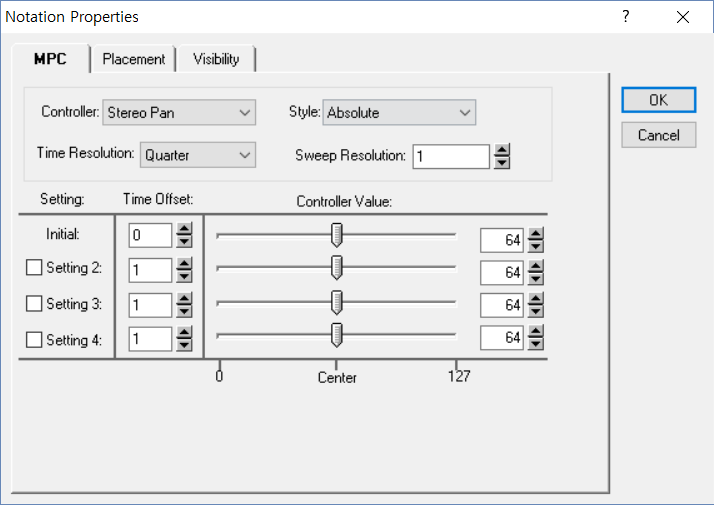 Notation Properties ?
MPC Placement Visibility
Controller: Stereo Pan Style: Absolute OK
Time Resolution: Quarter Sweep Resolution: 1 Cancel
Setting: Time Offset: Controller Value:
Initial: 0 64
Setting 2: 1 64
Setting 3: 1 64
Setting 4: 1 64
0 Center 127